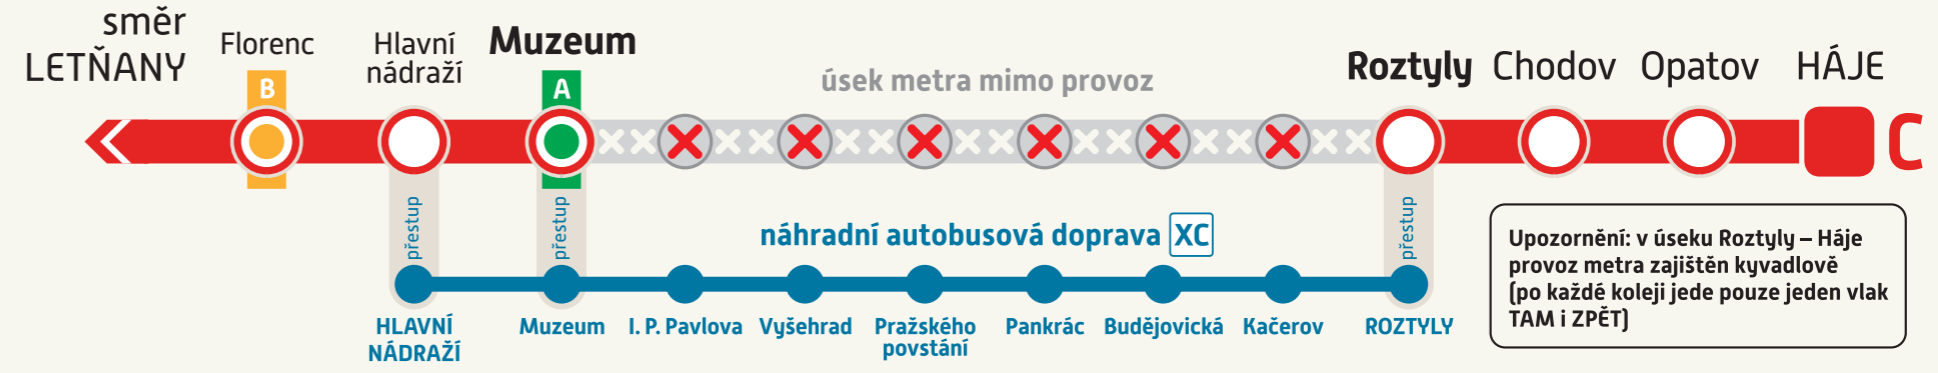 směr
LETŇANY
Florenc
Hlavní
nádraží
Muzeum
úsek metra mimo provoz
Roztyly
Chodov
Opatov
HÁJE
B
A
C
přestup
přestup
přestup
náhradní autobusová doprava XC
HLAVNÍ
NÁDRAŽÍ
Muzeum
I. P. Pavlova
Vyšehrad
Pražského
povstání
Pankrác
Budějovická
Kačerov
ROZTYLY
Upozornění: v úseku Roztyly – Háje
provoz metra zajištěn kyvadlově
(po každé koleji jede pouze jeden vlak
TAM i ZPĚT)